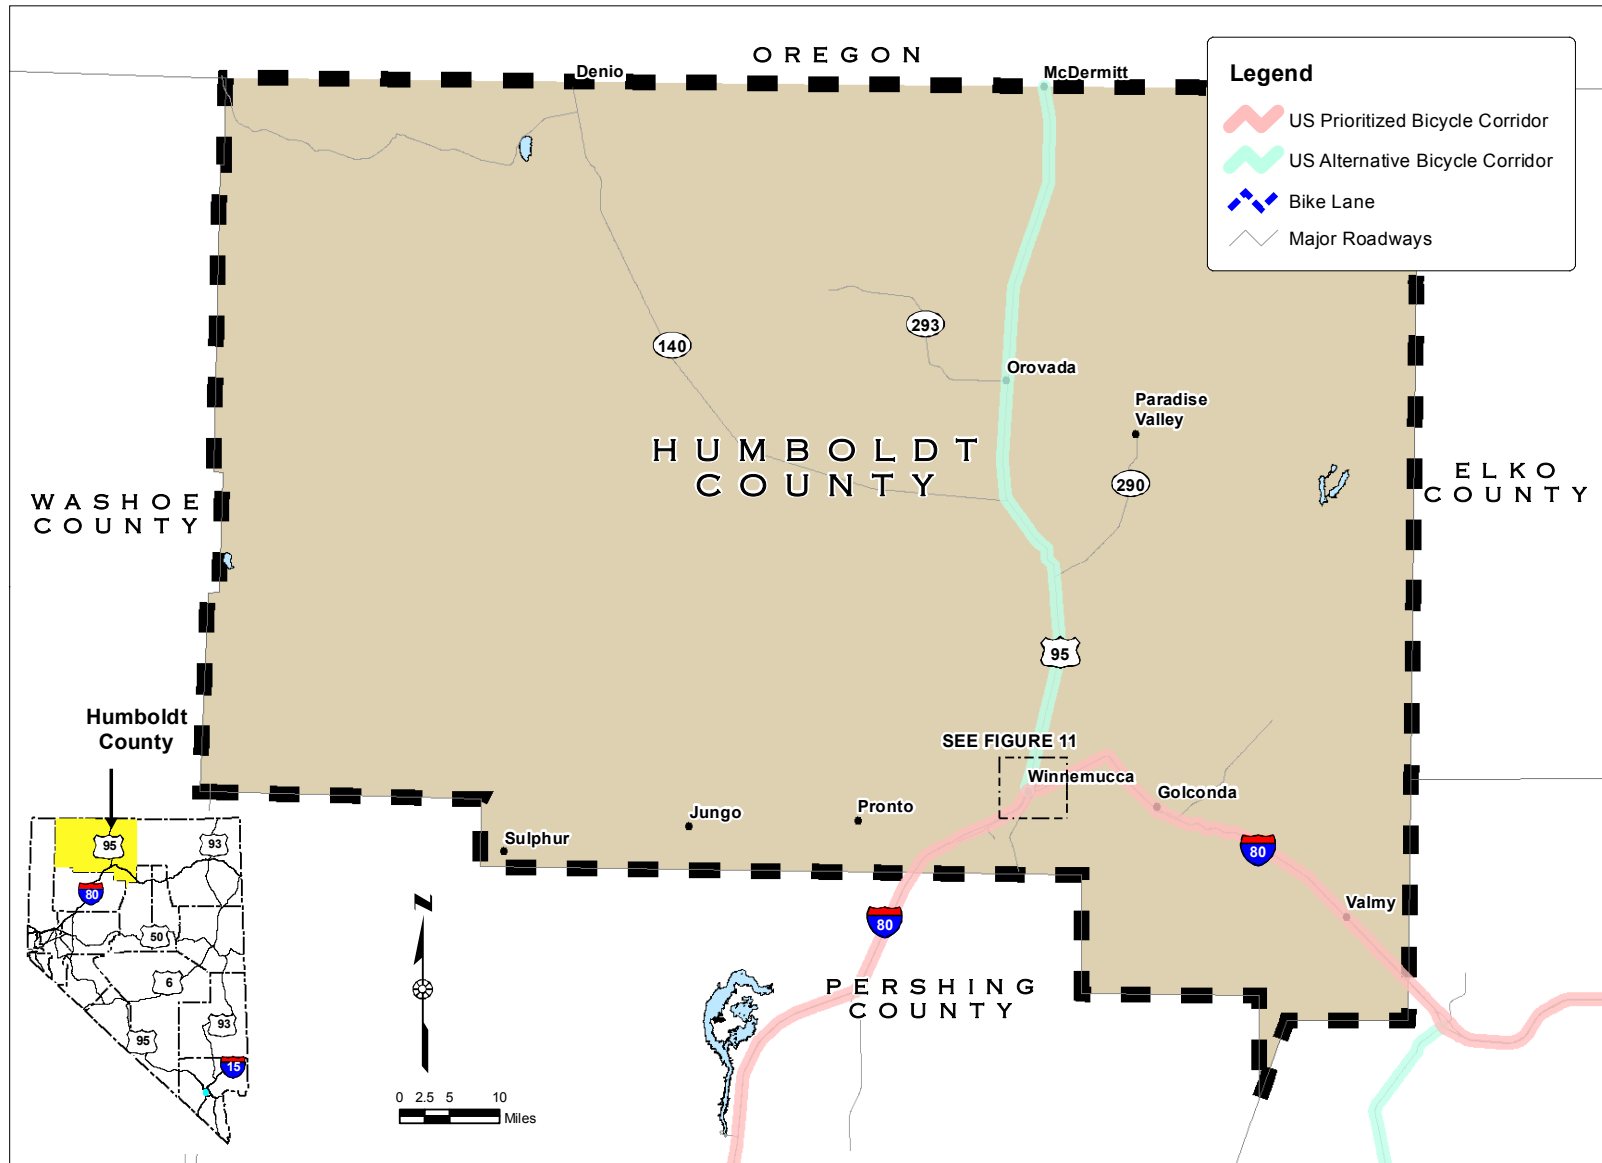 OREGON
Denio
McDermitt
Legend
US Prioritized Bicycle Corridor
US Alternative Bicycle Corridor
Bike Lane
Major Roadways
293
140
Orovada
Paradise
Valley
HUMBOLDT
COUNTY
290
WASHOE
COUNTY
ELKO
COUNTY
95
Humboldt
County
SEE FIGURE 11
Winnemucca
Golconda
Jungo
Pronto
Sulphur
80
Valmy
80
PERSHING
COUNTY
95
93
80
50
6
93
95
15
Z
0 2.5 5 10
Miles